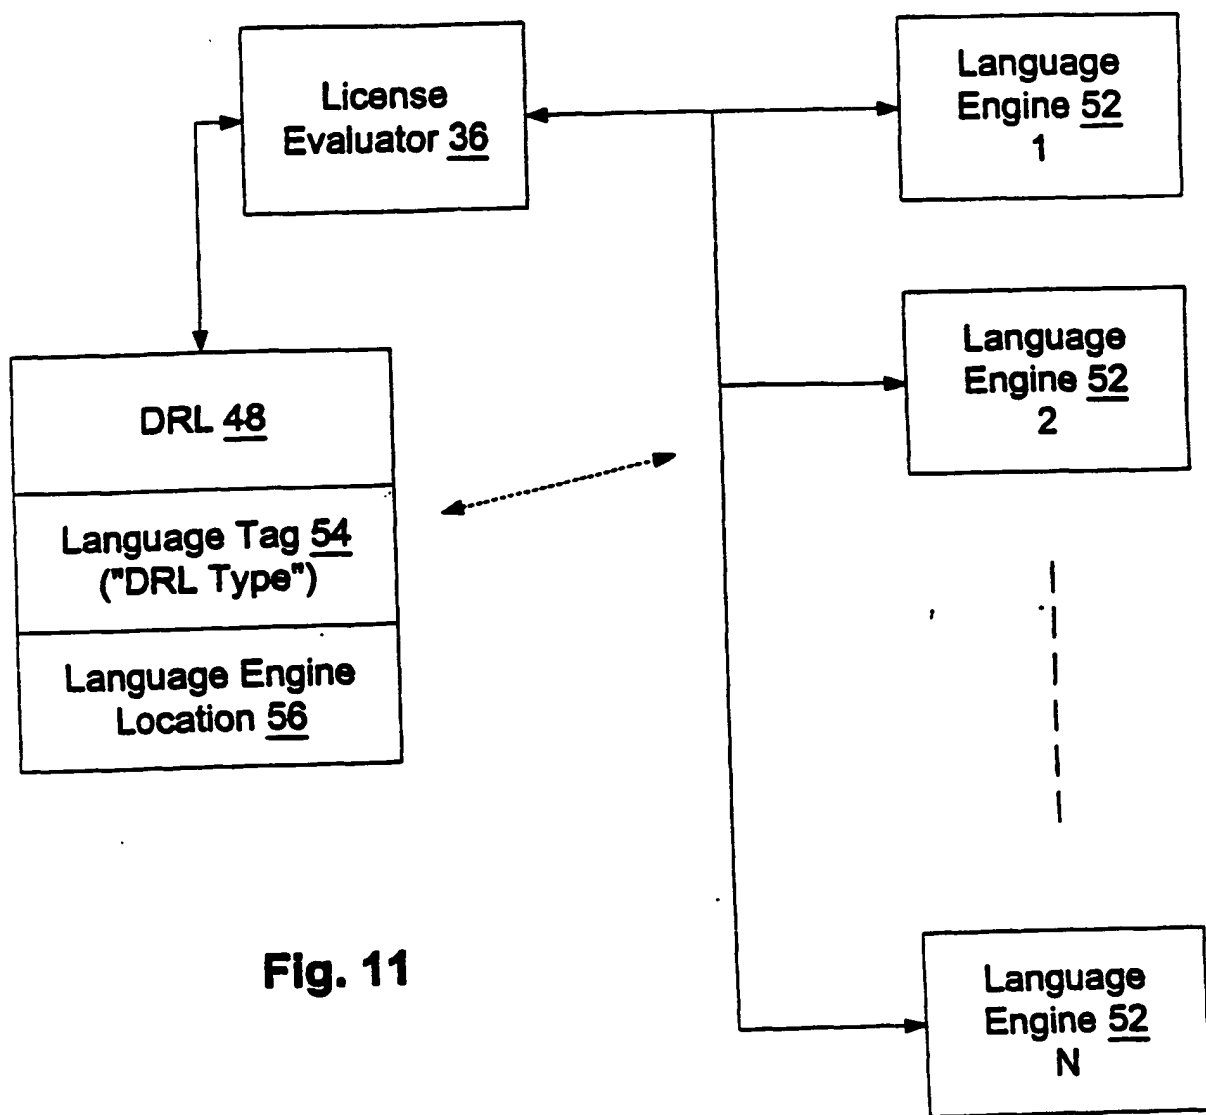 License
Evaluator 36
Language
Engine 52
1
Language
Engine 52
2
DRL 48
Language Tag 54
("DRL Type")
Language Engine
Location 56
Language
Engine 52
N
Fig. 11